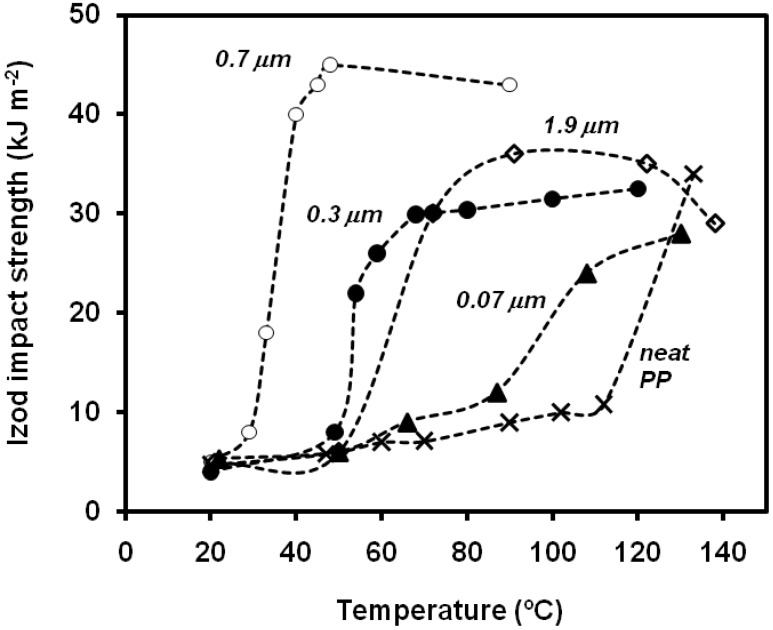 50
40
30
20
10
0
Izod impact strength (kJ m-2)
0.7 μm
1.9 μm
0.3 μm
0.07 μm
neat
PP
0 20 40 60 80 100 120 140
Temperature (ºC)